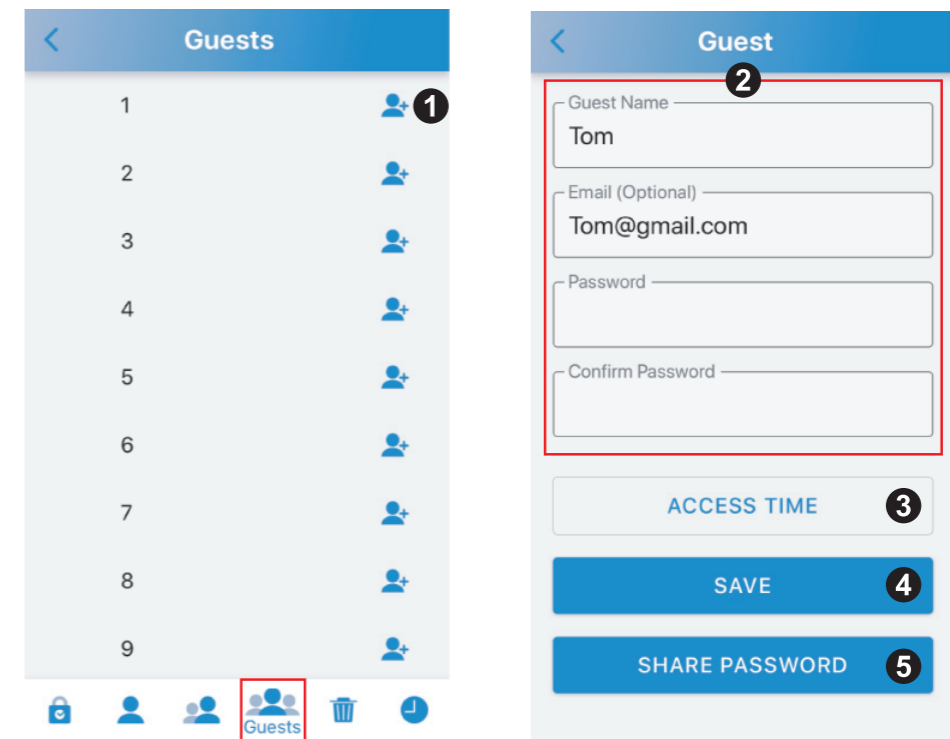 Guests
1
1
2
3
4
5
6
7
8
9
Guests
Guest
2
Guest Name
Tom
Email (Optional)
Tom@gmail.com
Password
Confirm Password
ACCESS TIME 3
SAVE 4
SHARE PASSWORD 5